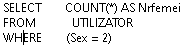 SELECT COUNT(*) AS Nrfemei
FROM UTILIZATOR
WHERE (Sex = 2)